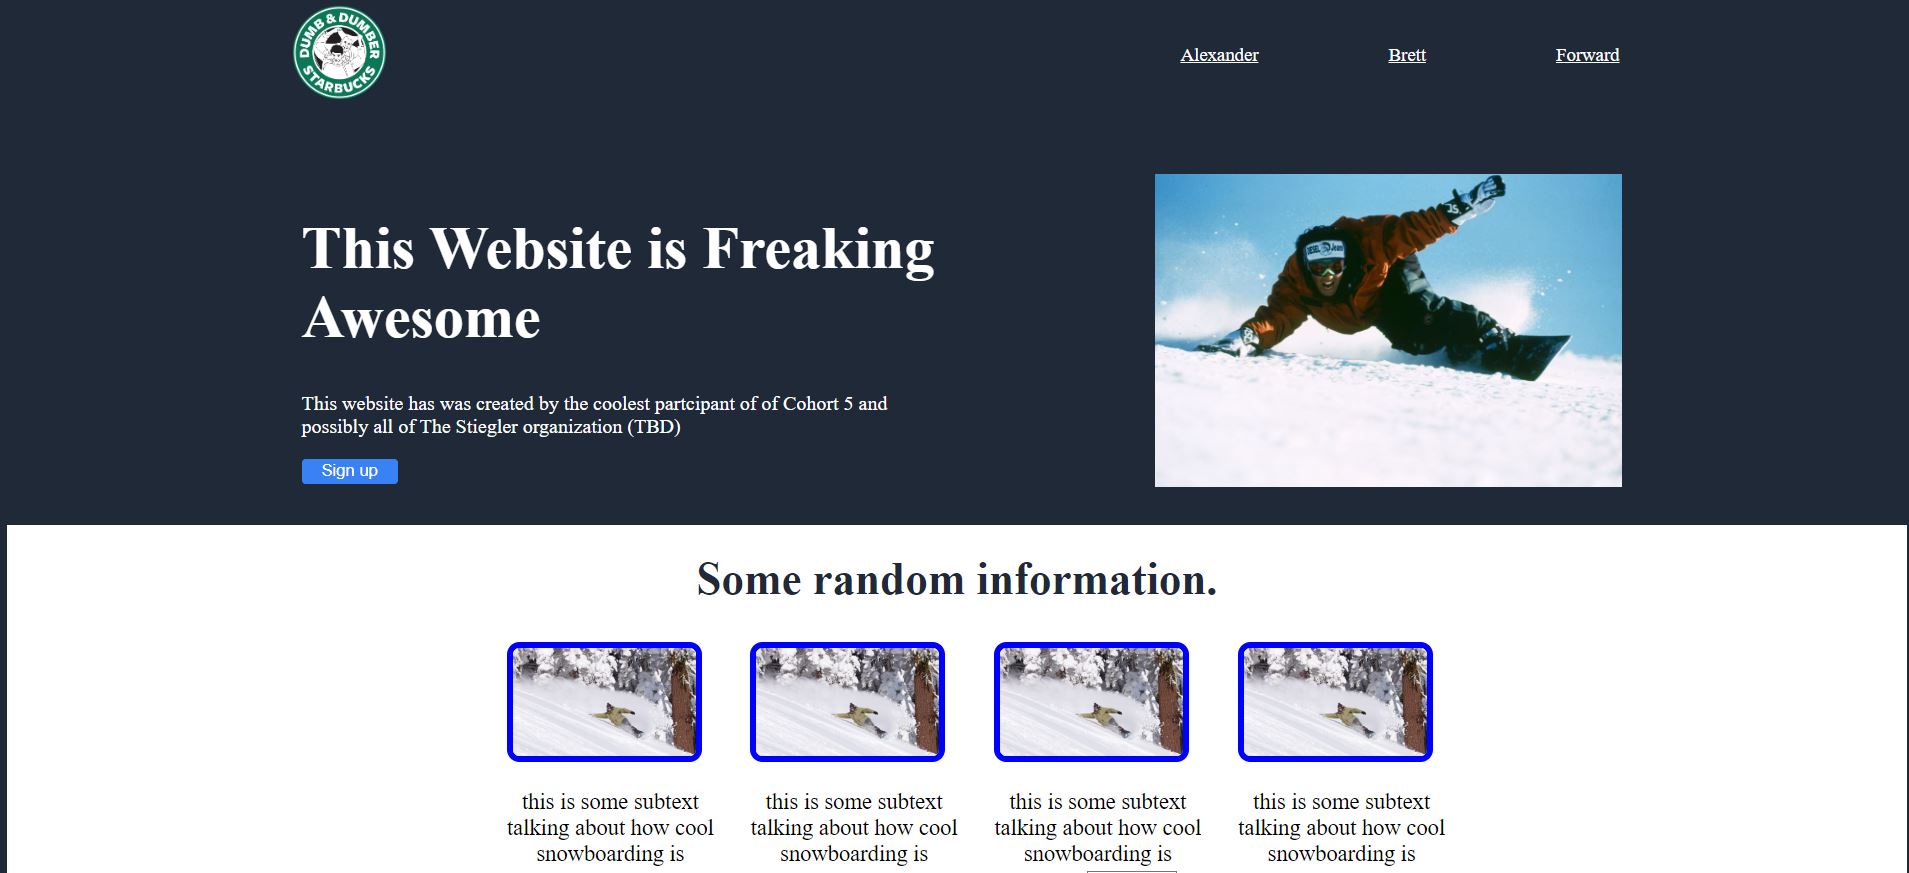 DUMB & DUMBER
STARBUCKS
Alexander
Brett
Forward
This Website is Freaking
Awesome
This website has was created by the coolest partcipant of of Cohort 5 and
possibly all of The Stiegler organization (TBD)
Sign up
DIESEL Jeans
Some random information.
this is some subtext
talking about how cool
snowboarding is
this is some subtext
talking about how cool
snowboarding is
this is some subtext
talking about how cool
snowboarding is
this is some subtext
talking about how cool
snowboarding is